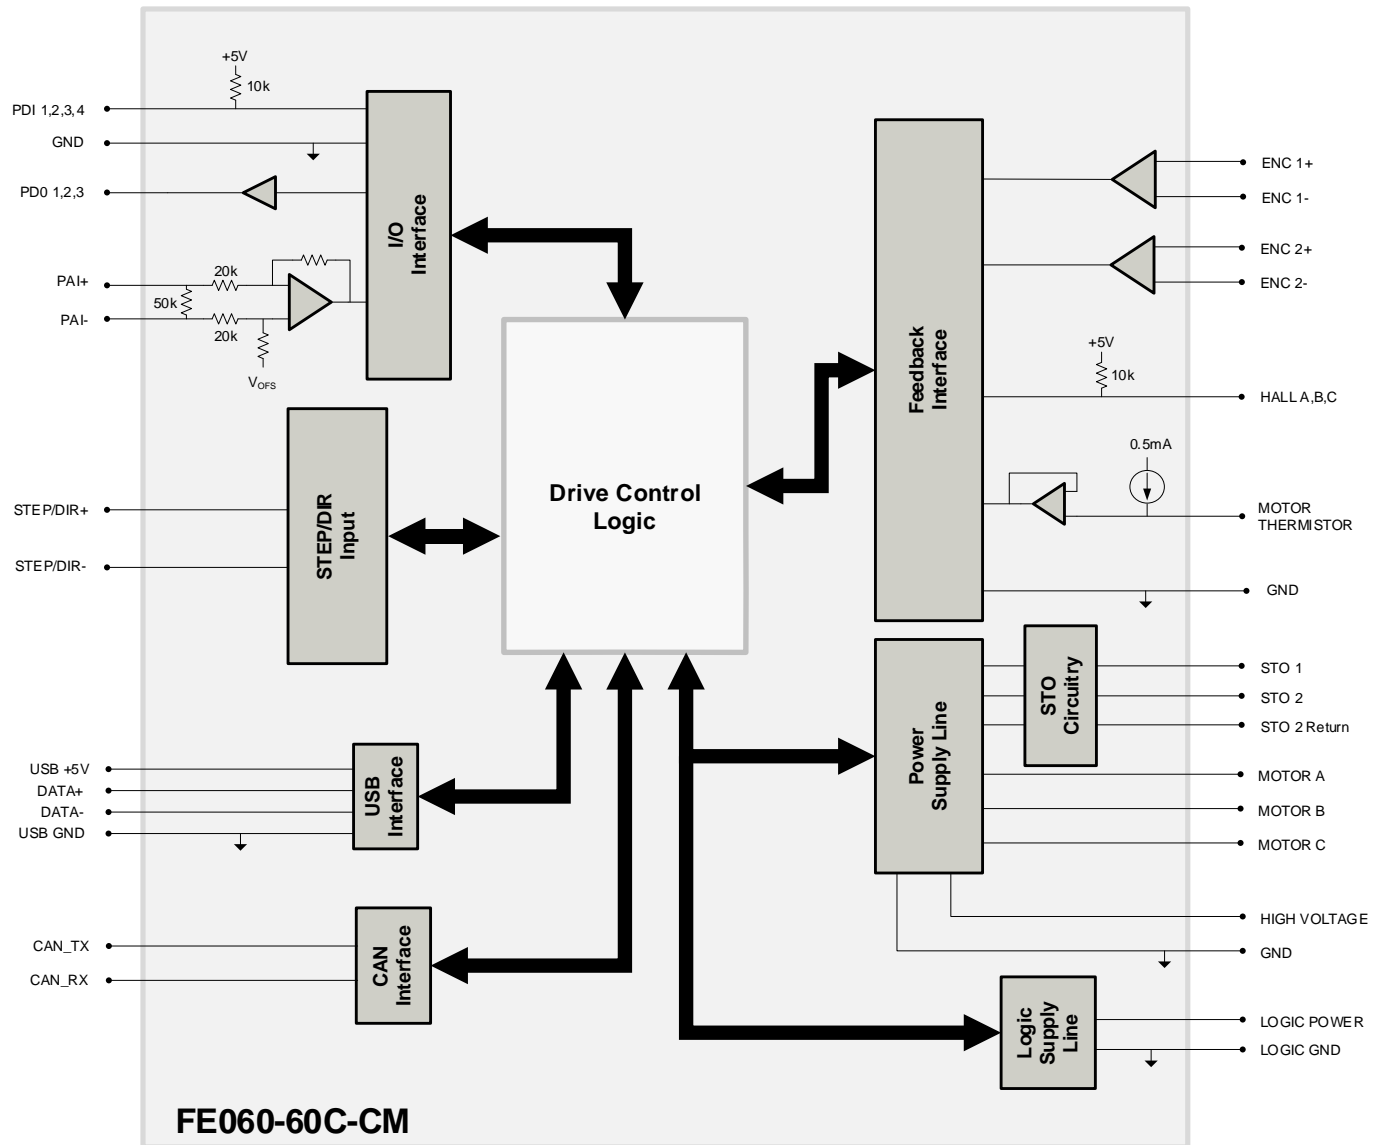 +5V
10k
PDI 1,2,3,4
GND
PD0 1,2,3
I/O
Interface
PAI+
20k
50k
PAI-
20k
VOFS
STEP/DIR+
STEP/DIR-
STEP/DIR
Input
Drive Control
Logic
Feedback
Interface
ENC 1+
ENC 1-
ENC 2+
ENC 2-
+5V
10k
HALL A,B,C
0.5mA
MOTOR
THERMISTOR
GND
STO
Circuitry
STO 1
STO 2
STO 2 Return
Power
Supply Line
MOTOR A
MOTOR B
MOTOR C
HIGH VOLTAGE
GND
USB +5V
DATA+
DATA-
USB GND
USB
Interface
CAN_TX
CAN_RX
CAN
Interface
Logic
Supply
Line
LOGIC POWER
LOGIC GND
FE060-60C-CM